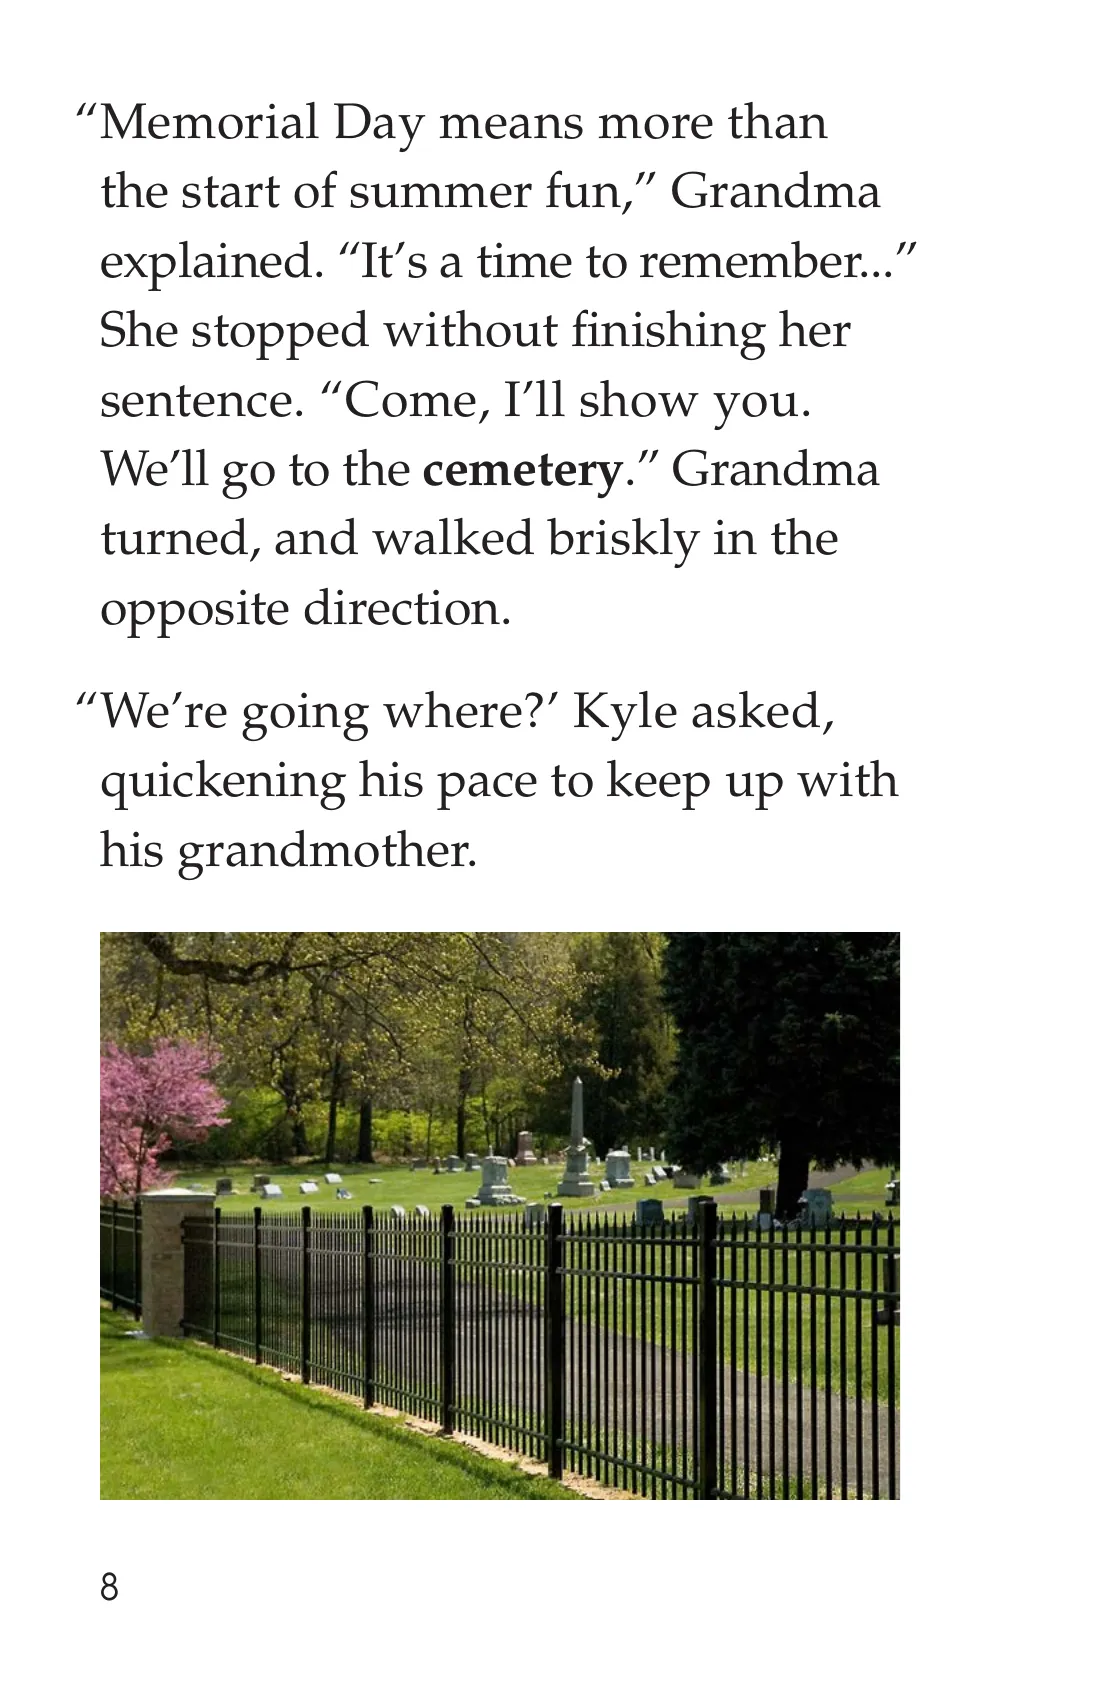 “Memorial Day means more than
the start of summer fun,” Grandma
explained. “It’s a time to remember...”
She stopped without finishing her
sentence. “Come, I’ll show you.
We’ll go to the cemetery.” Grandma
turned, and walked briskly in the
opposite direction.
“We’re going where?’ Kyle asked,
quickening his pace to keep up with
his grandmother.
8